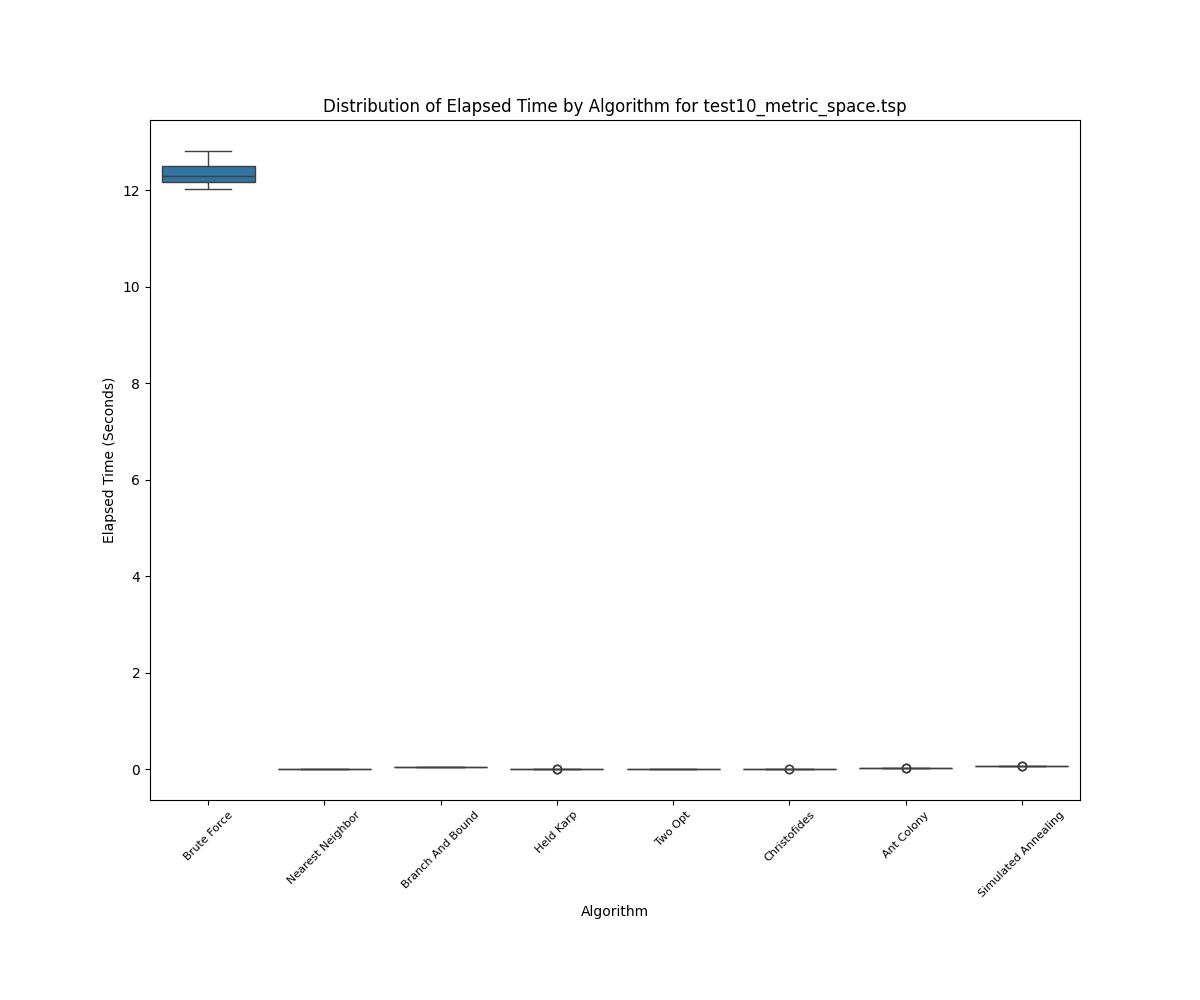 Distribution of Elapsed Time by Algorithm for test10_metric_space.tsp
Elapsed Time (Seconds)
12
10
8
6
4
2
0
Brute Force
Nearest Neighbor
Branch And Bound
Held Karp
Two Opt
Christofides
Ant Colony
Simulated Annealing
Algorithm